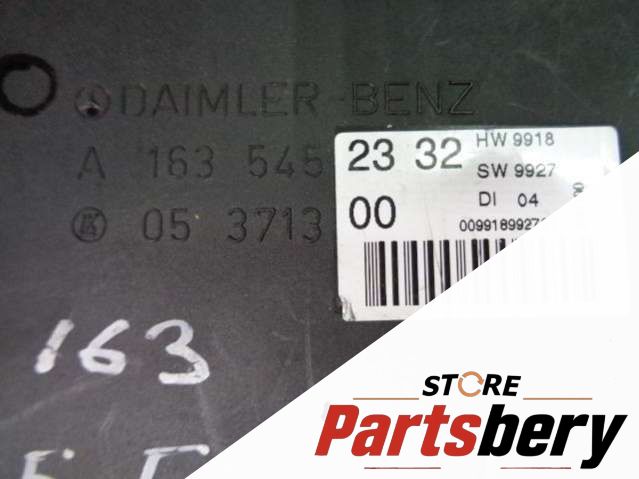 DAIMLER-BENZ
A 163 545 23 32
05 3713 00
HW 9918
SW 9927
DI 04
163
STORE
Partsbery